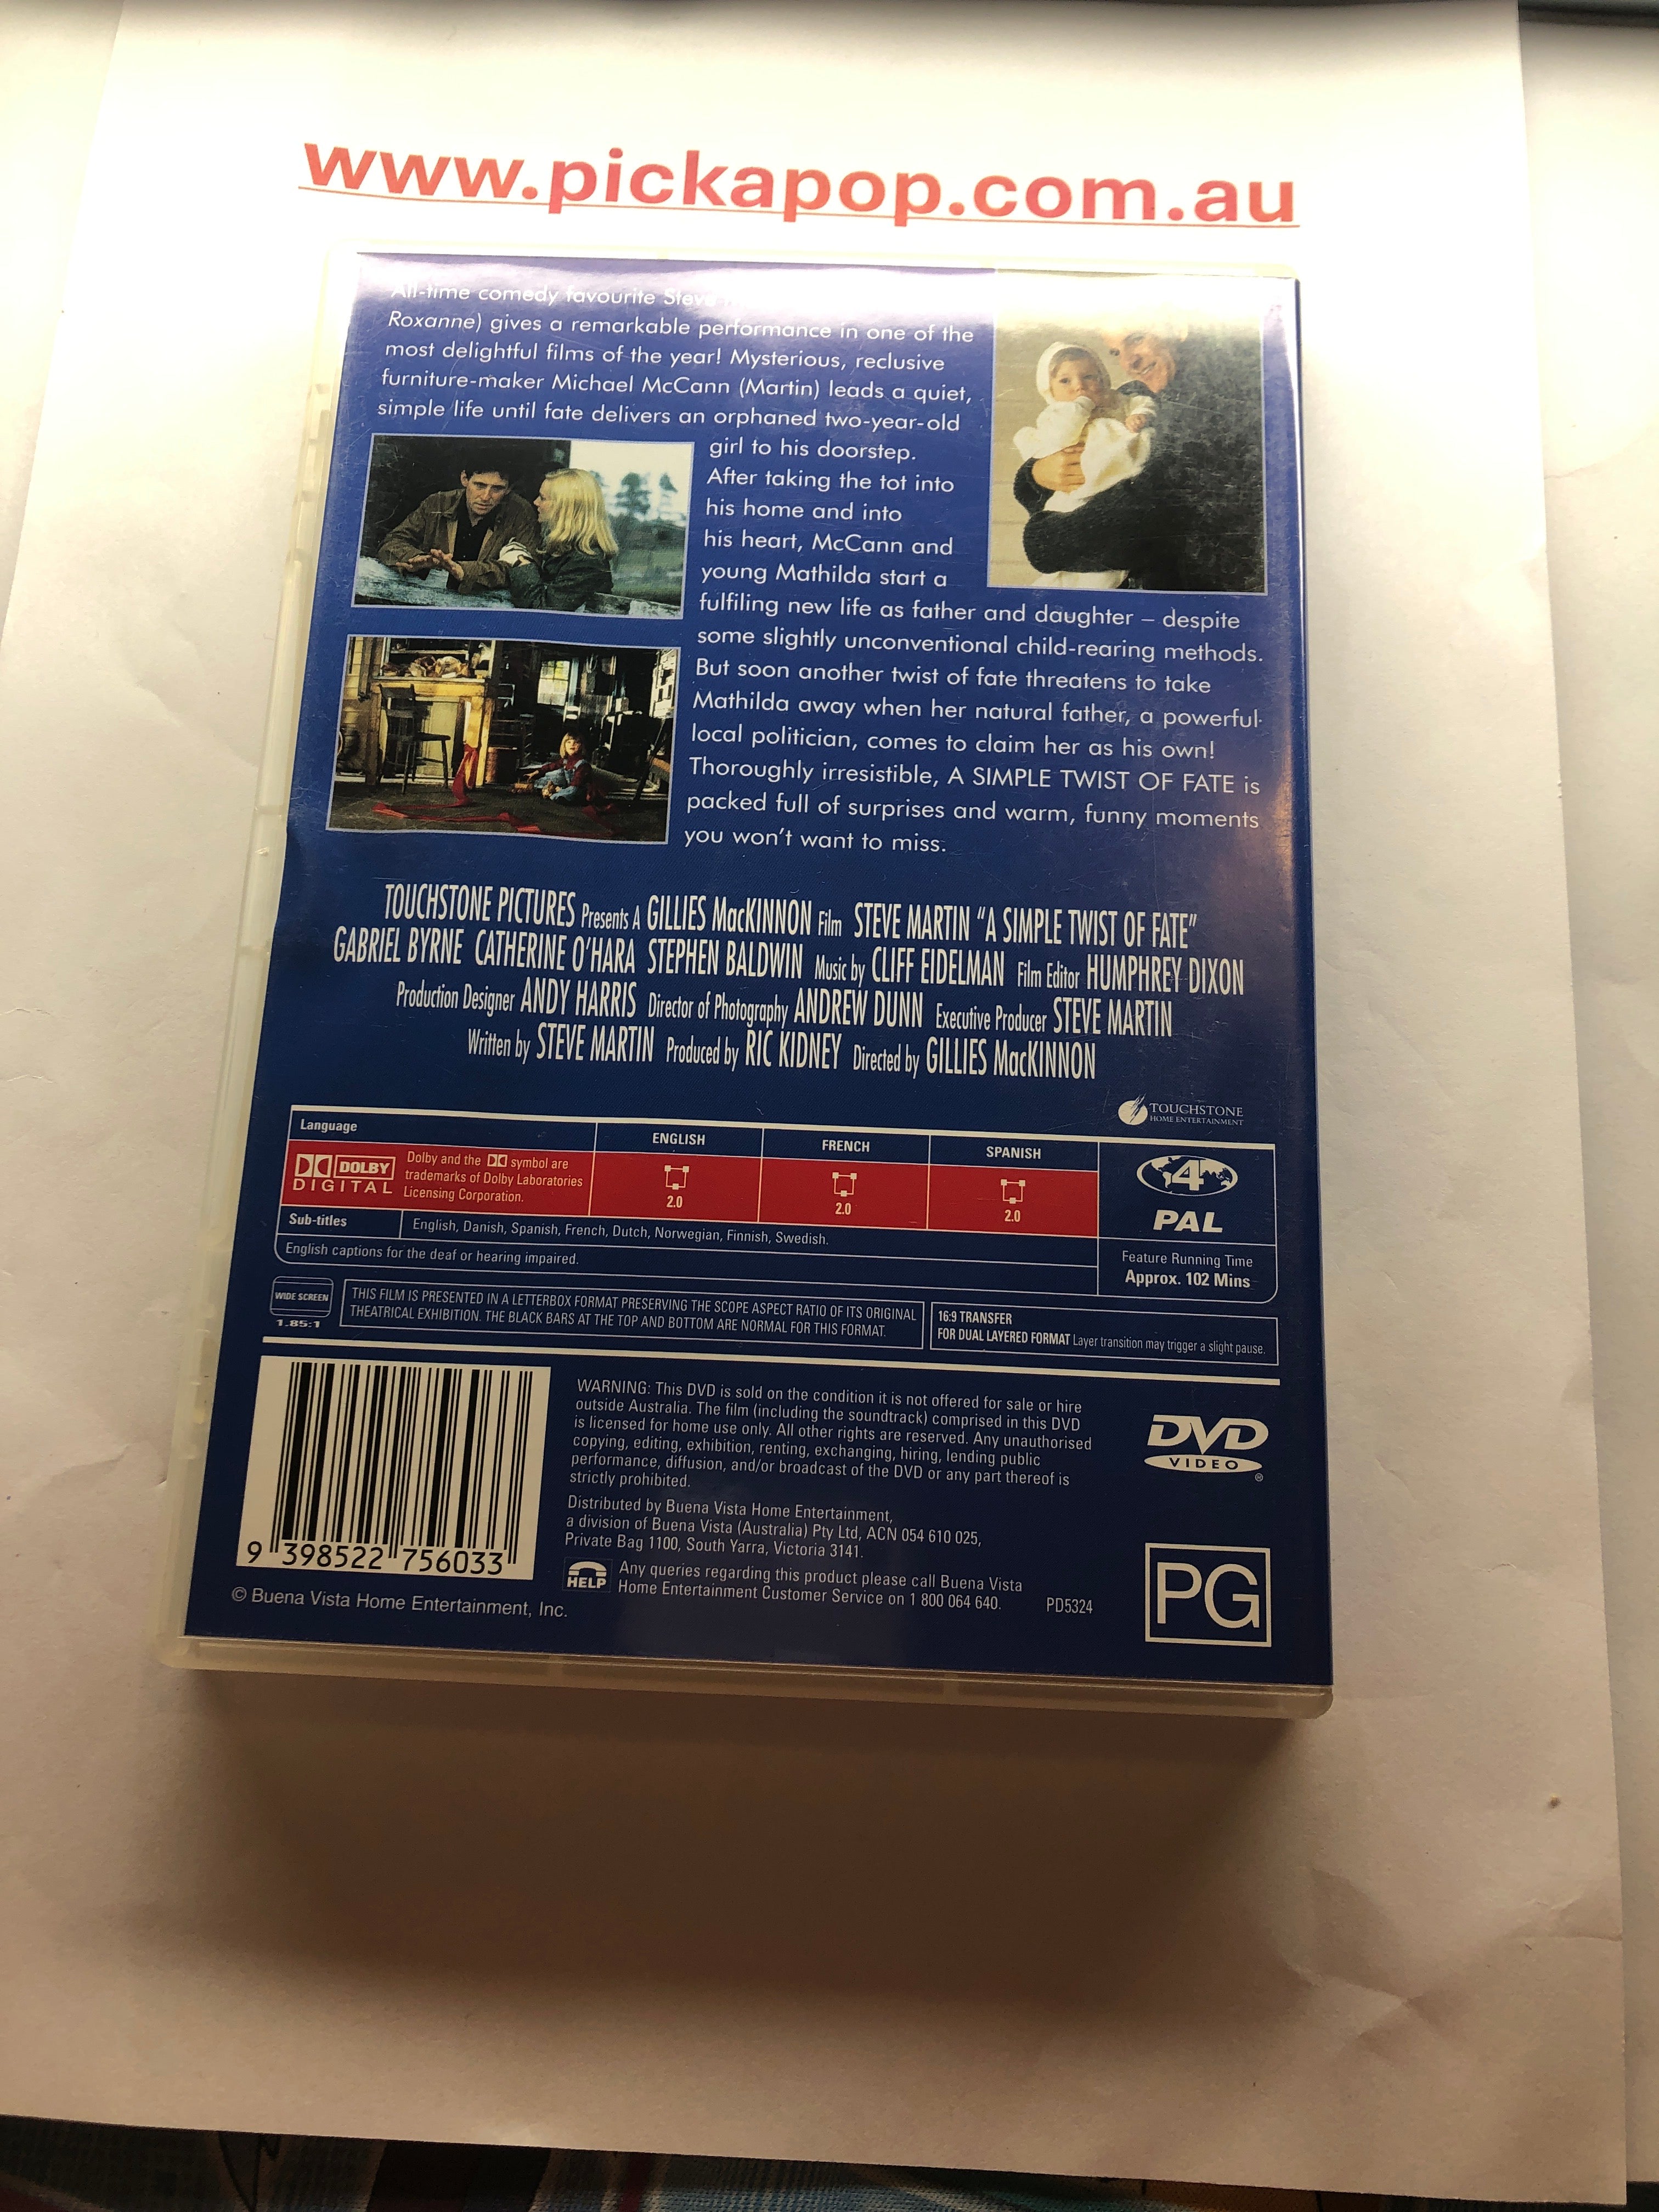 www.pickapop.com.au
All-time comedy favourite Steve
Roxanne) gives a remarkable performance in one of the
most delightful films of the year! Mysterious, reclusive
furniture-maker Michael McCann (Martin) leads a quiet,
simple life until fate delivers an orphaned two-year-old
girl to his doorstep.
After taking the tot into
his home and into
his heart, McCann and
young Mathilda start a
fulfiling new life as father and daughter – despite
some slightly unconventional child-rearing methods.
But soon another twist of fate threatens to take
Mathilda away when her natural father, a powerful
local politician, comes to claim her as his own!
Thoroughly irresistible, A SIMPLE TWIST OF FATE is
packed full of surprises and warm, funny moments
you won't want to miss.
TOUCHSTONE PICTURES Presents A GILLIES MacKINNON Film STEVE MARTIN "A SIMPLE TWIST OF FATE"
GABRIEL BYRNE CATHERINE O'HARA STEPHEN BALDWIN Music by CLIFF EIDELMAN Film Editor HUMPHREY DIXON
Production Designer ANDY HARRIS Director of Photography ANDREW DUNN Executive Producer STEVE MARTIN
Written by STEVE MARTIN Produced by RIC KIDNEY Directed by GILLIES MacKINNON
TOUCHSTONE
HOME ENTERTAINMENT
Language ENGLISH FRENCH SPANISH
DOLBY
DIGITAL
Dolby and the symbol are
trademarks of Dolby Laboratories
Licensing Corporation.
2.0 2.0 2.0
4
PAL
Sub-titles English, Danish, Spanish, French, Dutch, Norwegian, Finnish, Swedish.
English captions for the deaf or hearing impaired.
Feature Running Time
Approx. 102 Mins
WIDE SCREEN
1.85:1
THIS FILM IS PRESENTED IN A LETTERBOX FORMAT PRESERVING THE SCOPE ASPECT RATIO OF ITS ORIGINAL
THEATRICAL EXHIBITION. THE BLACK BARS AT THE TOP AND BOTTOM ARE NORMAL FOR THIS FORMAT.
16:9 TRANSFER
FOR DUAL LAYERED FORMAT Layer transition may trigger a slight pause.
WARNING: This DVD is sold on the condition it is not offered for sale or hire
outside Australia. The film (including the soundtrack) comprised in this DVD
is licensed for home use only. All other rights are reserved. Any unauthorised
copying, editing, exhibition, renting, exchanging, hiring, lending public
performance, diffusion, and/or broadcast of the DVD or any part thereof is
strictly prohibited.
Distributed by Buena Vista Home Entertainment,
a division of Buena Vista (Australia) Pty Ltd, ACN 054 610 025,
Private Bag 1100, South Yarra, Victoria 3141.
HELP
Any queries regarding this product please call Buena Vista
Home Entertainment Customer Service on 1 800 064 640.
PD5324
DVD
VIDEO
®
PG
9 398522 756033
© Buena Vista Home Entertainment, Inc.